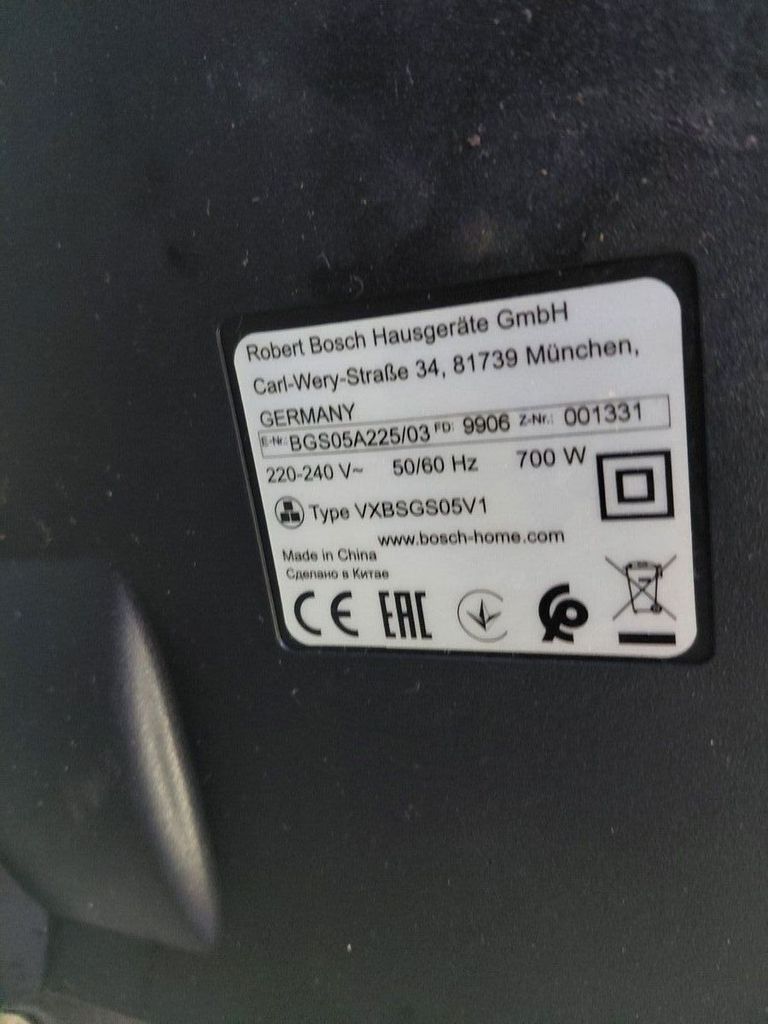 Robert Bosch Hausgeräte GmbH
Carl-Wery-Straße 34, 81739 München,
GERMANY
E-Nr.: BGS05A225/03 FD: 9906 Z-Nr.: 001331
220-240 V~ 50/60 Hz 700 W
Type VXBSGS05V1
www.bosch-home.com
Made in China
Сделано в Китае
CE EAC